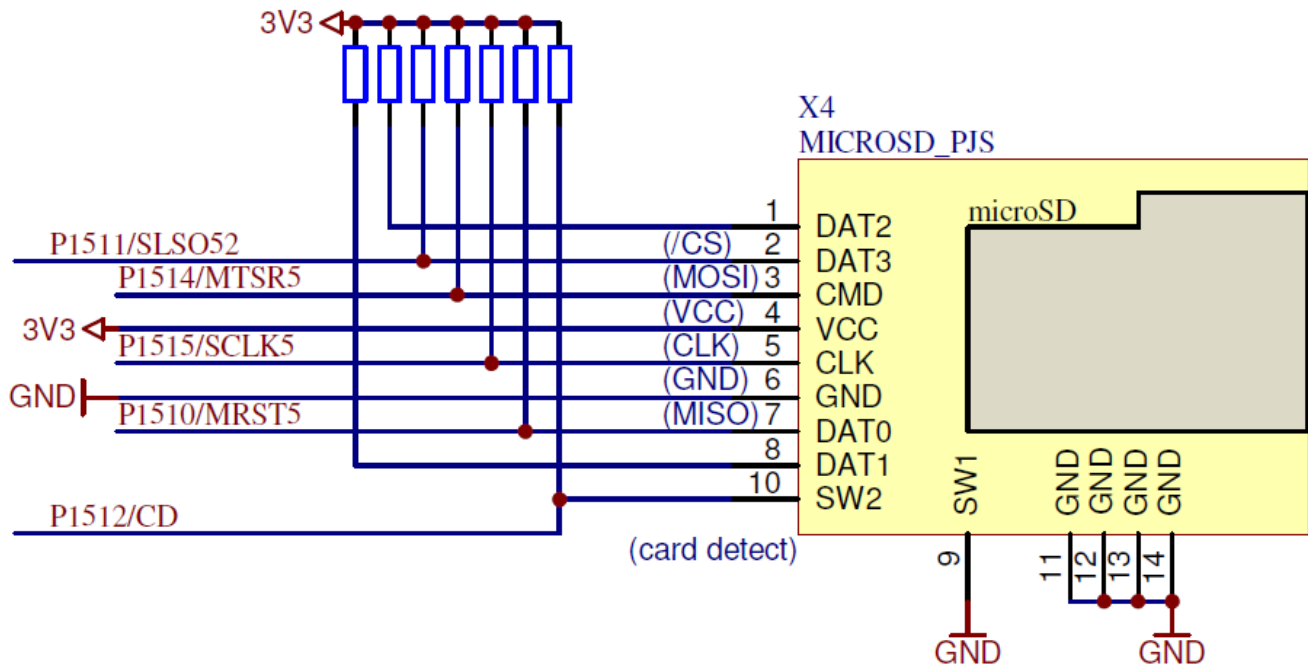 3V3
X4
MICROSD_PJS
microSD
1 DAT2
P1511/SLSO52 (/CS) 2 DAT3
P1514/MTSR5 (MOSI) 3 CMD
3V3 (VCC) 4 VCC
P1515/SCLK5 (CLK) 5 CLK
GND (GND) 6 GND
P1510/MRST5 (MISO) 7 DAT0
8 DAT1
10 SW2
P1512/CD
(card detect)
SW1 GND GND GND GND
9 11 12 13 14
GND GND